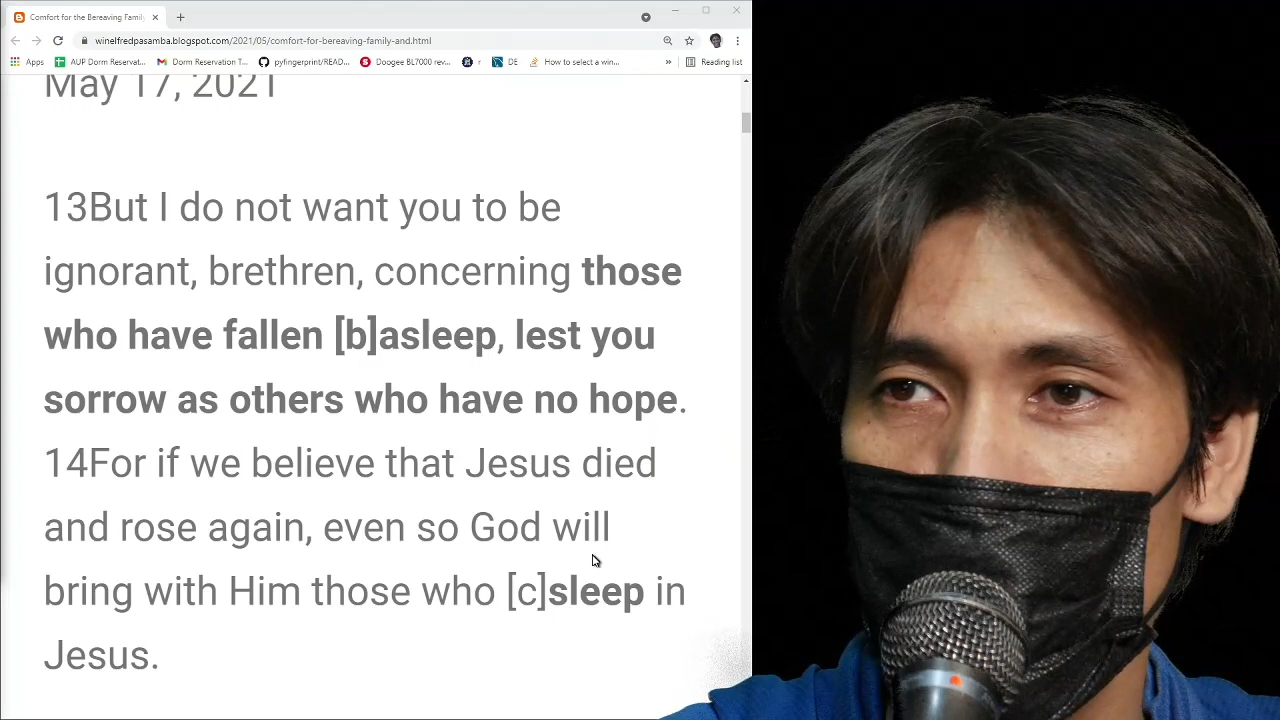 Comfort for the Bereaving Family
winelfredpasamba.blogspot.com/2021/05/comfort-for-bereaving-family-and.html
Apps AUP Dorm Reservat... Dorm Reservation T... pyfingerprint/READ... Doogee BL7000 rev... r DE How to select a win... » Reading list
May 17, 2021
13But I do not want you to be
ignorant, brethren, concerning those
who have fallen [b]asleep, lest you
sorrow as others who have no hope.
14For if we believe that Jesus died
and rose again, even so God will
bring with Him those who [c]sleep in
Jesus.